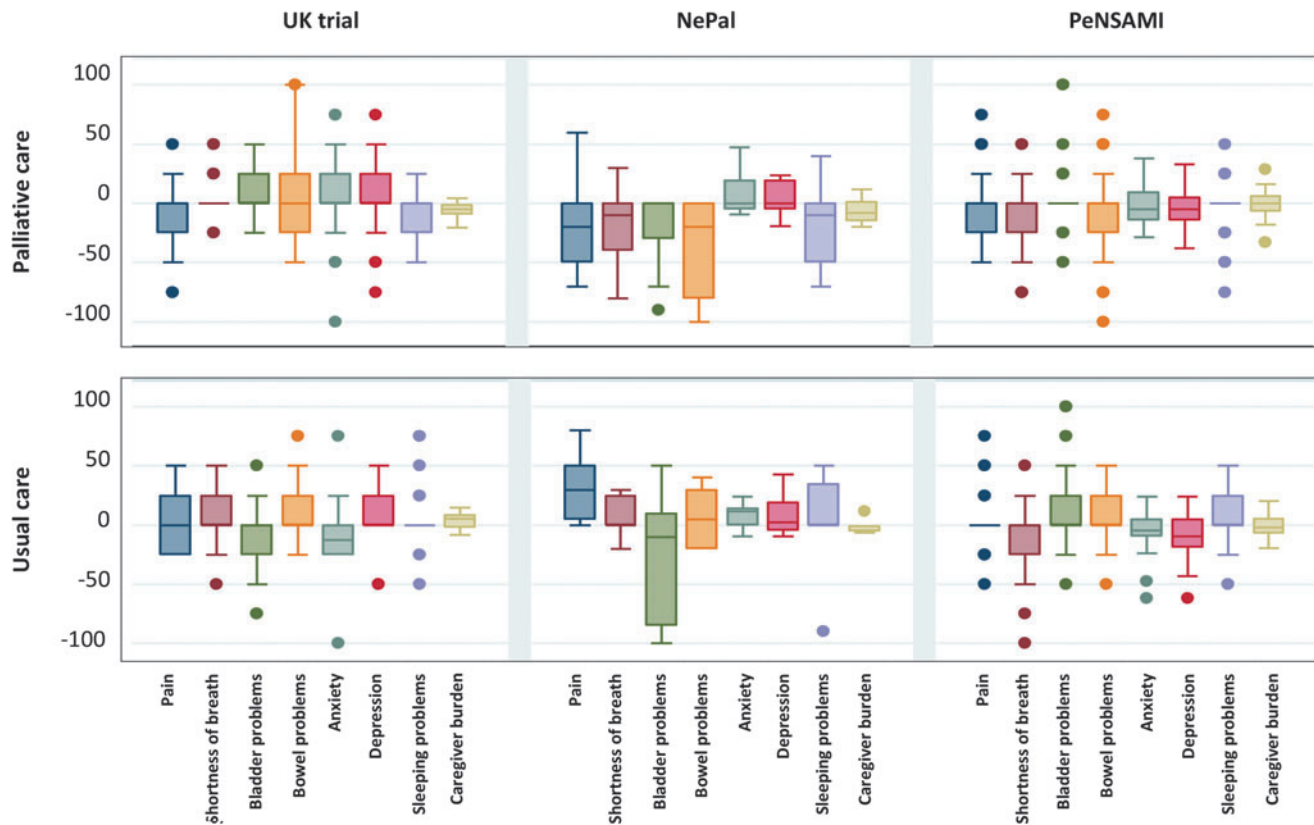 UK trial NePal PeNSAMI
Palliative care
100
50
0
-50
-100
Usual care
100
50
0
-50
-100
Pain
Shortness of breath
Bladder problems
Bowel problems
Anxiety
Depression
Sleeping problems
Caregiver burden
Pain
Shortness of breath
Bladder problems
Bowel problems
Anxiety
Depression
Sleeping problems
Caregiver burden
Pain
Shortness of breath
Bladder problems
Bowel problems
Anxiety
Depression
Sleeping problems
Caregiver burden